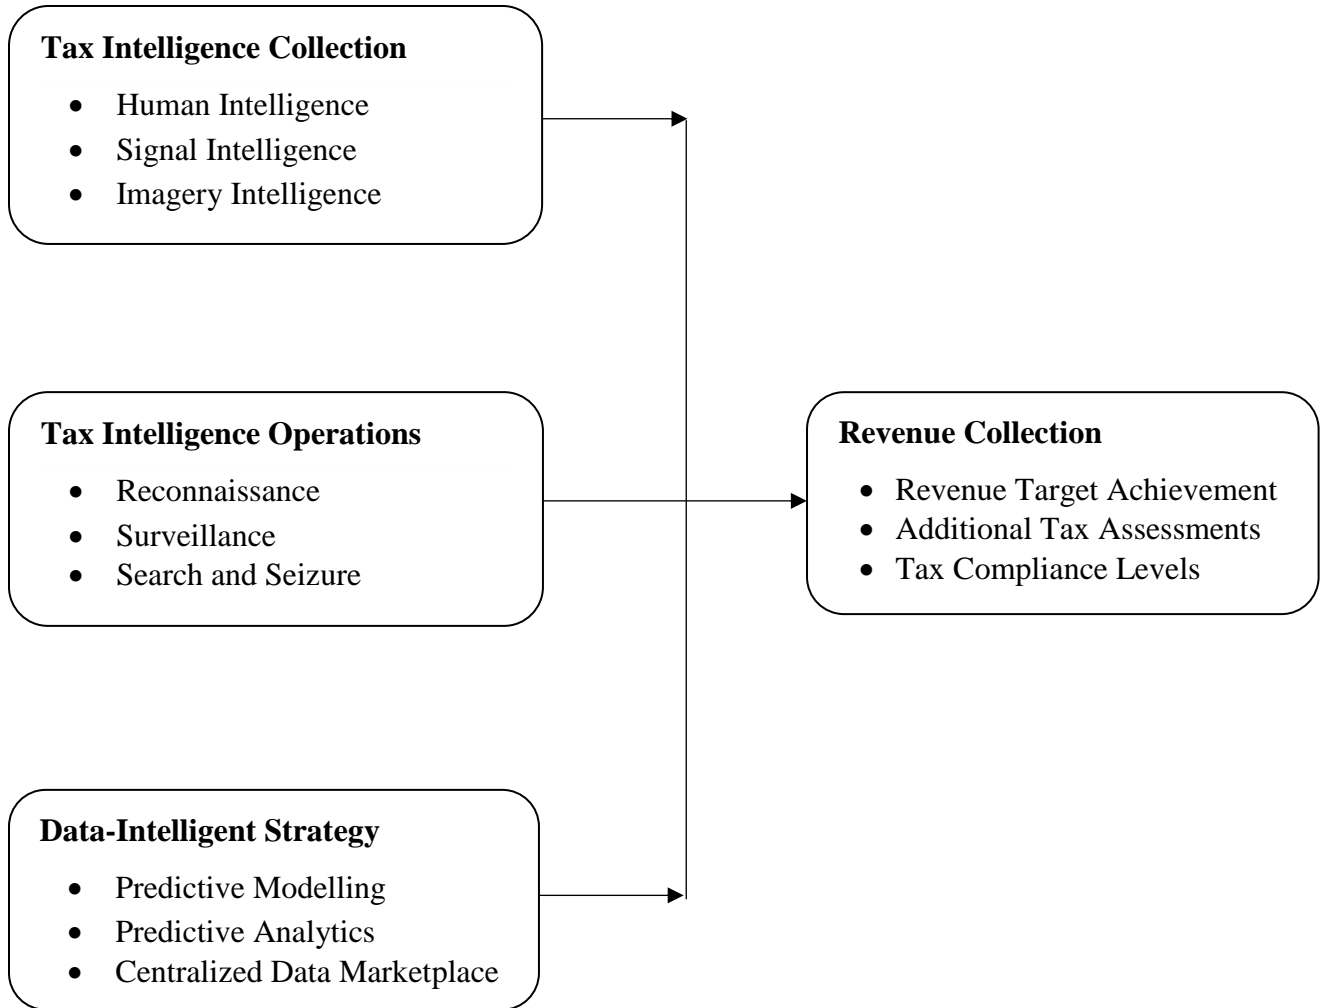 Tax Intelligence Collection
• Human Intelligence
• Signal Intelligence
• Imagery Intelligence
Tax Intelligence Operations
• Reconnaissance
• Surveillance
• Search and Seizure
Revenue Collection
• Revenue Target Achievement
• Additional Tax Assessments
• Tax Compliance Levels
Data-Intelligent Strategy
• Predictive Modelling
• Predictive Analytics
• Centralized Data Marketplace